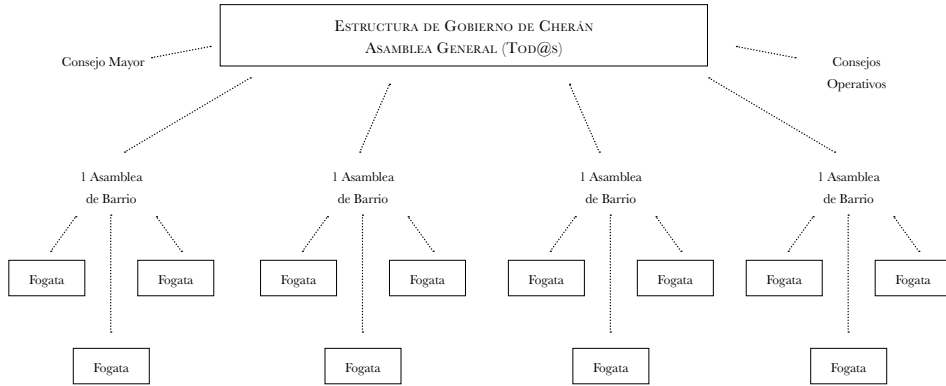 Estructura de Gobierno de Cherán
Asamblea General (Tod@s)
Consejo Mayor
Consejos
Operativos
1 Asamblea
de Barrio
1 Asamblea
de Barrio
1 Asamblea
de Barrio
1 Asamblea
de Barrio
Fogata
Fogata
Fogata
Fogata
Fogata
Fogata
Fogata
Fogata
Fogata
Fogata
Fogata
Fogata